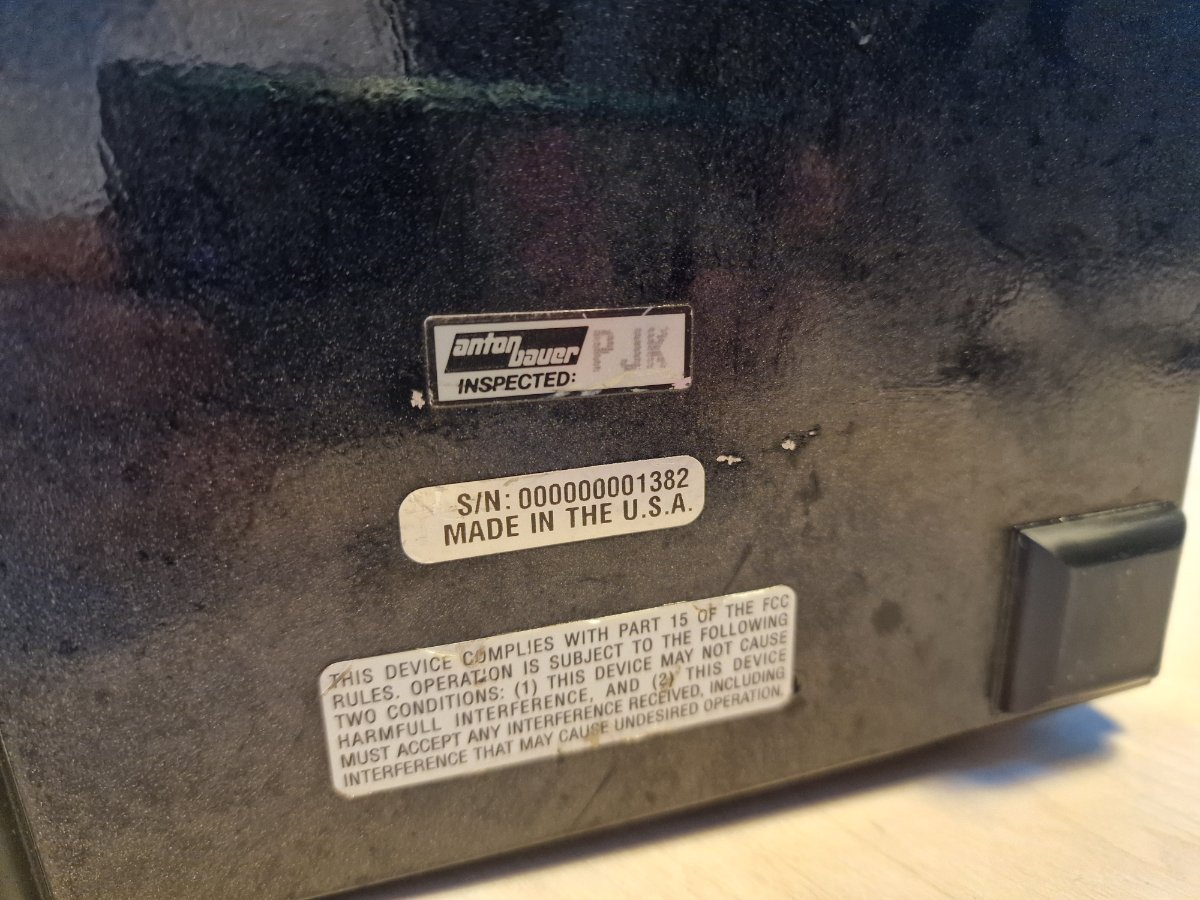 anton
bauer PJK
INSPECTED:
S/N: 000000001382
MADE IN THE U.S.A.
THIS DEVICE COMPLIES WITH PART 15 OF THE FCC
RULES. OPERATION IS SUBJECT TO THE FOLLOWING
TWO CONDITIONS: (1) THIS DEVICE MAY NOT CAUSE
HARMFULL INTERFERENCE, AND (2) THIS DEVICE
MUST ACCEPT ANY INTERFERENCE RECEIVED, INCLUDING
INTERFERENCE THAT MAY CAUSE UNDESIRED OPERATION.